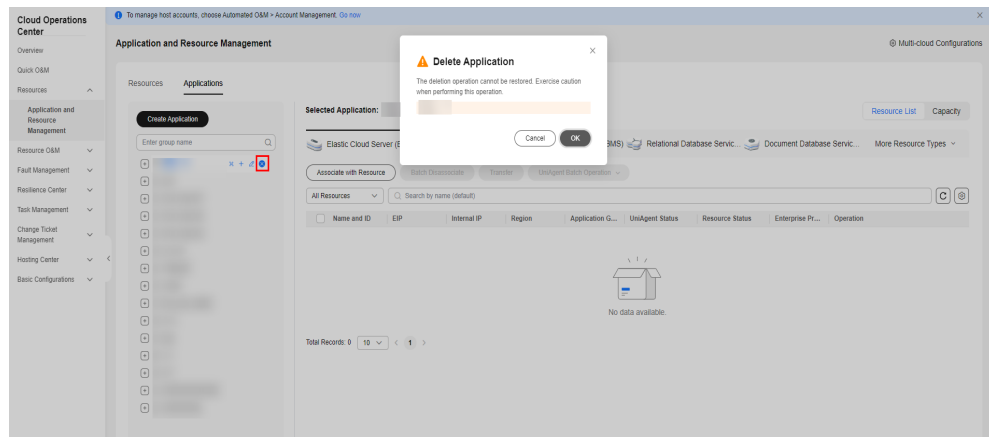 Cloud Operations
Center
Overview
Quick O&M
Resources
Application and
Resource
Management
Resource O&M
Fault Management
Resilience Center
Task Management
Change Ticket
Management
Hosting Center
Basic Configurations
To manage host accounts, choose Automated O&M > Account Management. Go now
Application and Resource Management
Multi-cloud Configurations
Resources Applications
Create Application
Enter group name
Selected Application:
Resource List Capacity
Elastic Cloud Server (E
BMS) Relational Database Servic... Document Database Servic... More Resource Types
Associate with Resource Batch Disassociate Transfer UniAgent Batch Operation
All Resources Search by name (default)
Name and ID EIP Internal IP Region Application G... UniAgent Status Resource Status Enterprise Pr... Operation
No data available.
Total Records: 0 10 < 1 >
Delete Application
The deletion operation cannot be restored. Exercise caution
when performing this operation.
Cancel OK